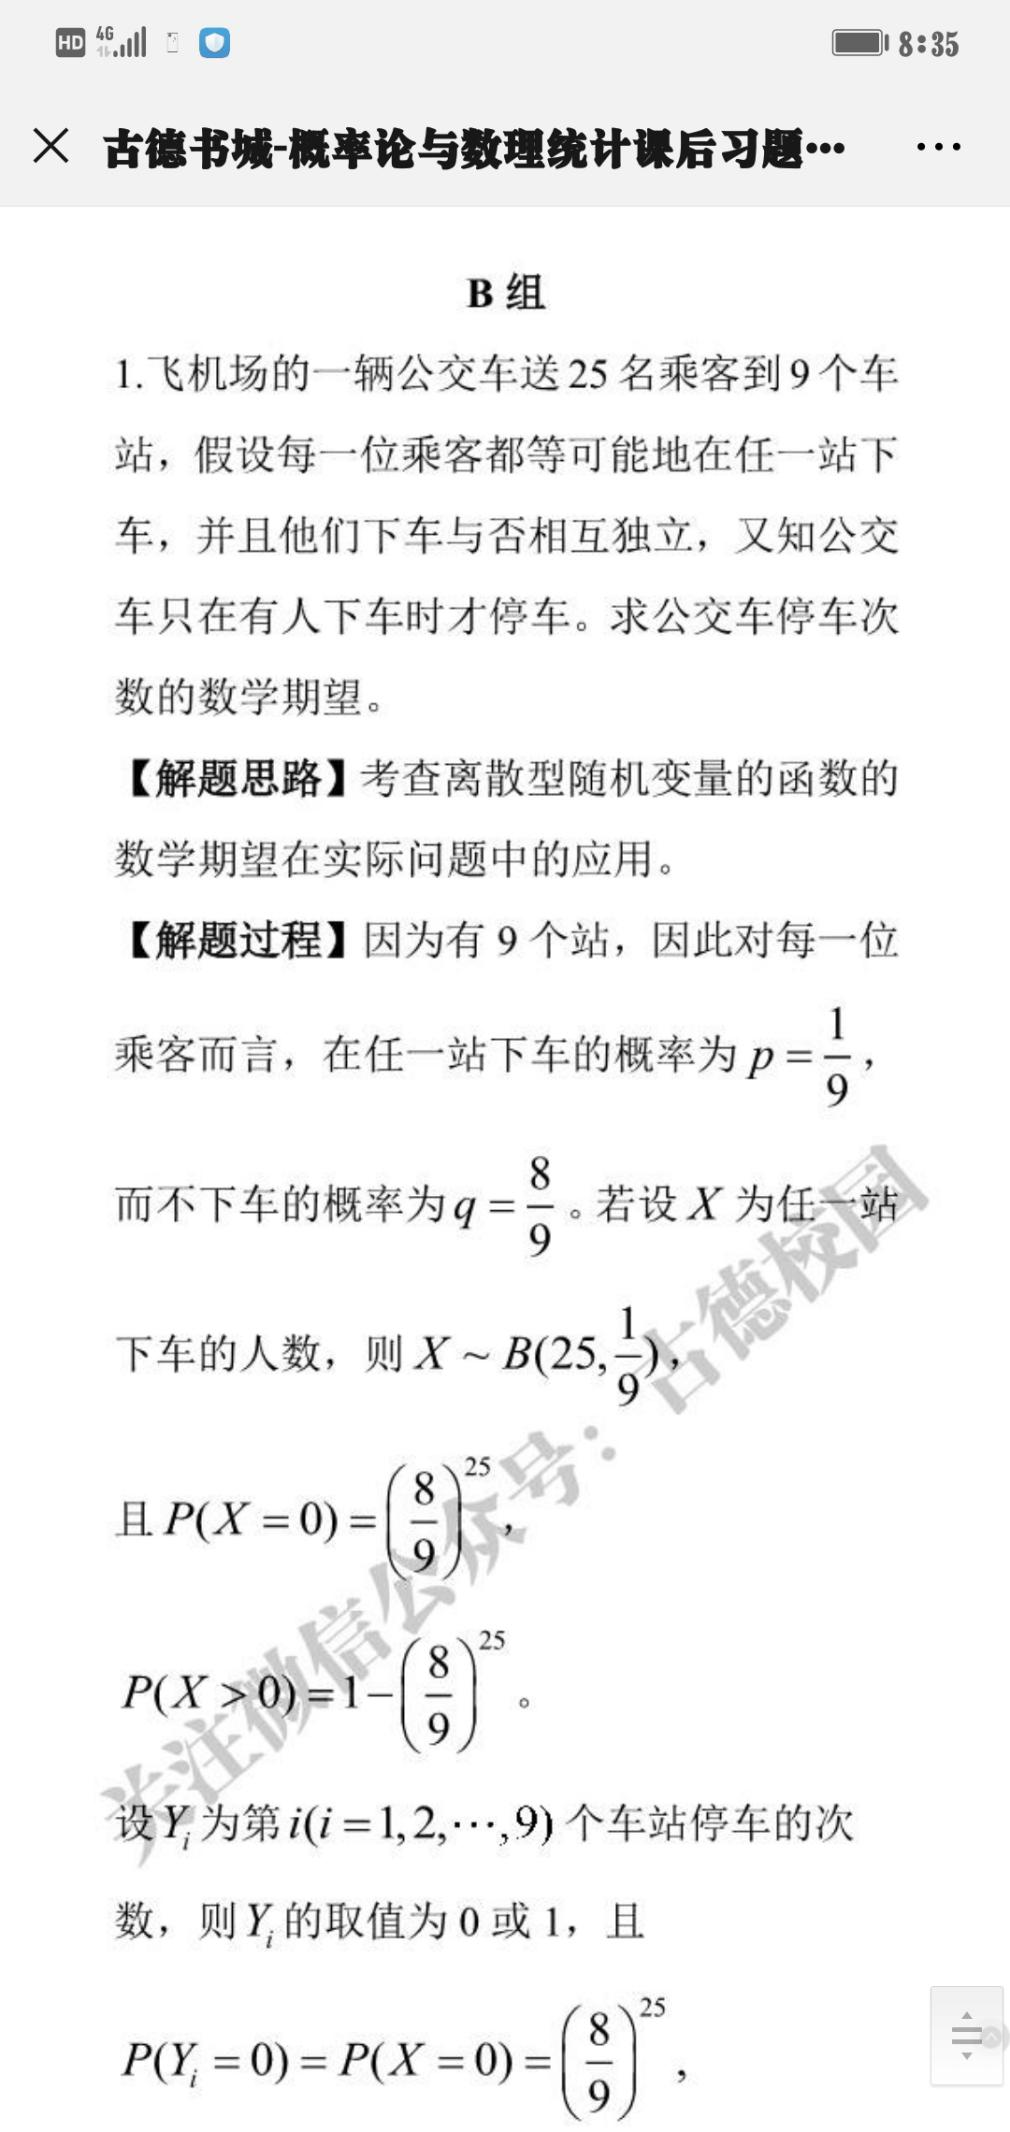 HD 4G 8:35
古德书城-概率论与数理统计课后习题…
B 组
1.飞机场的一辆公交车送25名乘客到9个车
站，假设每一位乘客都等可能地在任一站下
车，并且他们下车与否相互独立，又知公交
车只在有人下车时才停车。求公交车停车次
数的数学期望。
【解题思路】考查离散型随机变量的函数的
数学期望在实际问题中的应用。
【解题过程】因为有 9 个站，因此对每一位
乘客而言，在任一站下车的概率为 p = 1/9，
而不下车的概率为 q = 8/9。若设 X 为任一站
下车的人数，则 X ~ B(25, 1/9)，
且 P(X = 0) = (8/9)^25，
P(X > 0) = 1 − (8/9)^25。
设 Y_i 为第 i(i = 1, 2, ⋯, 9) 个车站停车的次
数，则 Y_i 的取值为 0 或 1，且
P(Y_i = 0) = P(X = 0) = (8/9)^25，
关注微信公众号：古德校园